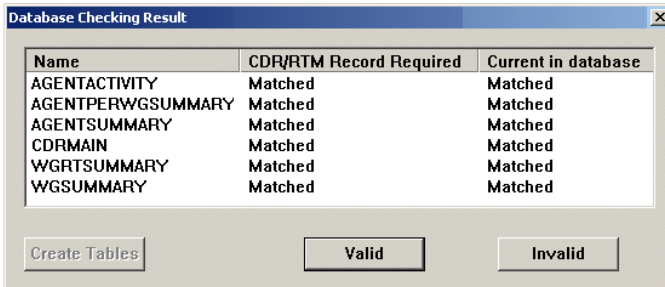 Database Checking Result
Name CDR/RTM Record Required Current in database
AGENTACTIVITY Matched Matched
AGENTPERWGSUMMARY Matched Matched
AGENTSUMMARY Matched Matched
CDRMAIN Matched Matched
WGRTSUMMARY Matched Matched
WGSUMMARY Matched Matched
Create Tables Valid Invalid